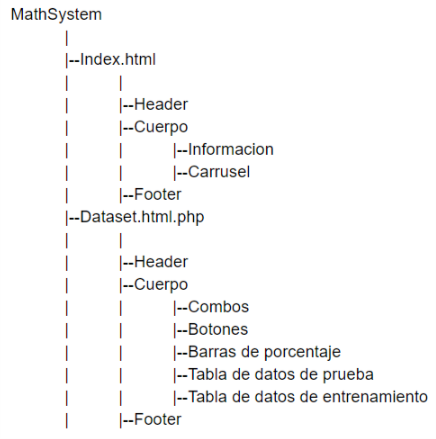 MathSystem
|
|--Index.html
| |
| |--Header
| |--Cuerpo
| | |--Informacion
| | |--Carrusel
| |--Footer
|--Dataset.html.php
| |
| |--Header
| |--Cuerpo
| | |--Combos
| | |--Botones
| | |--Barras de porcentaje
| | |--Tabla de datos de prueba
| | |--Tabla de datos de entrenamiento
| |--Footer